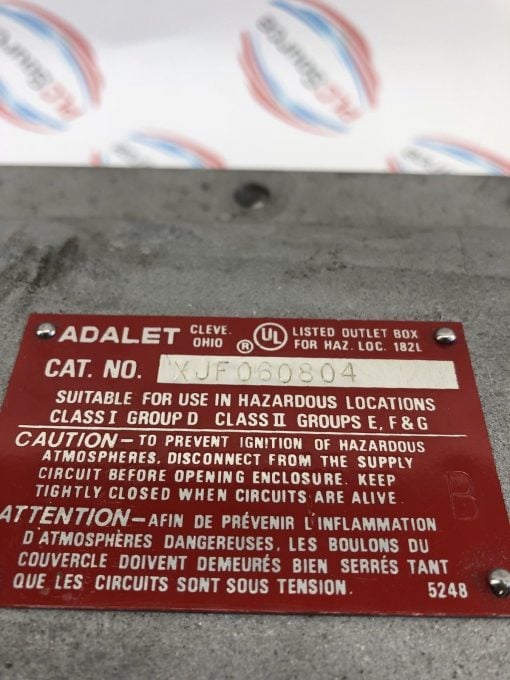 PLCSource
PLCSource
PLCSource
ADALET CLEVE. OHIO ® UL LISTED OUTLET BOX FOR HAZ. LOC. 182L
CAT. NO. XJF060804
SUITABLE FOR USE IN HAZARDOUS LOCATIONS
CLASS I GROUP D CLASS II GROUPS E, F & G
CAUTION — TO PREVENT IGNITION OF HAZARDOUS
ATMOSPHERES, DISCONNECT FROM THE SUPPLY
CIRCUIT BEFORE OPENING ENCLOSURE. KEEP
TIGHTLY CLOSED WHEN CIRCUITS ARE ALIVE.
B
ATTENTION — AFIN DE PRÉVENIR L'INFLAMMATION
D'ATMOSPHÈRES DANGEREUSES, LES BOULONS DU
COUVERCLE DOIVENT DEMEURÉS BIEN SERRÉS TANT
QUE LES CIRCUITS SONT SOUS TENSION. 5248